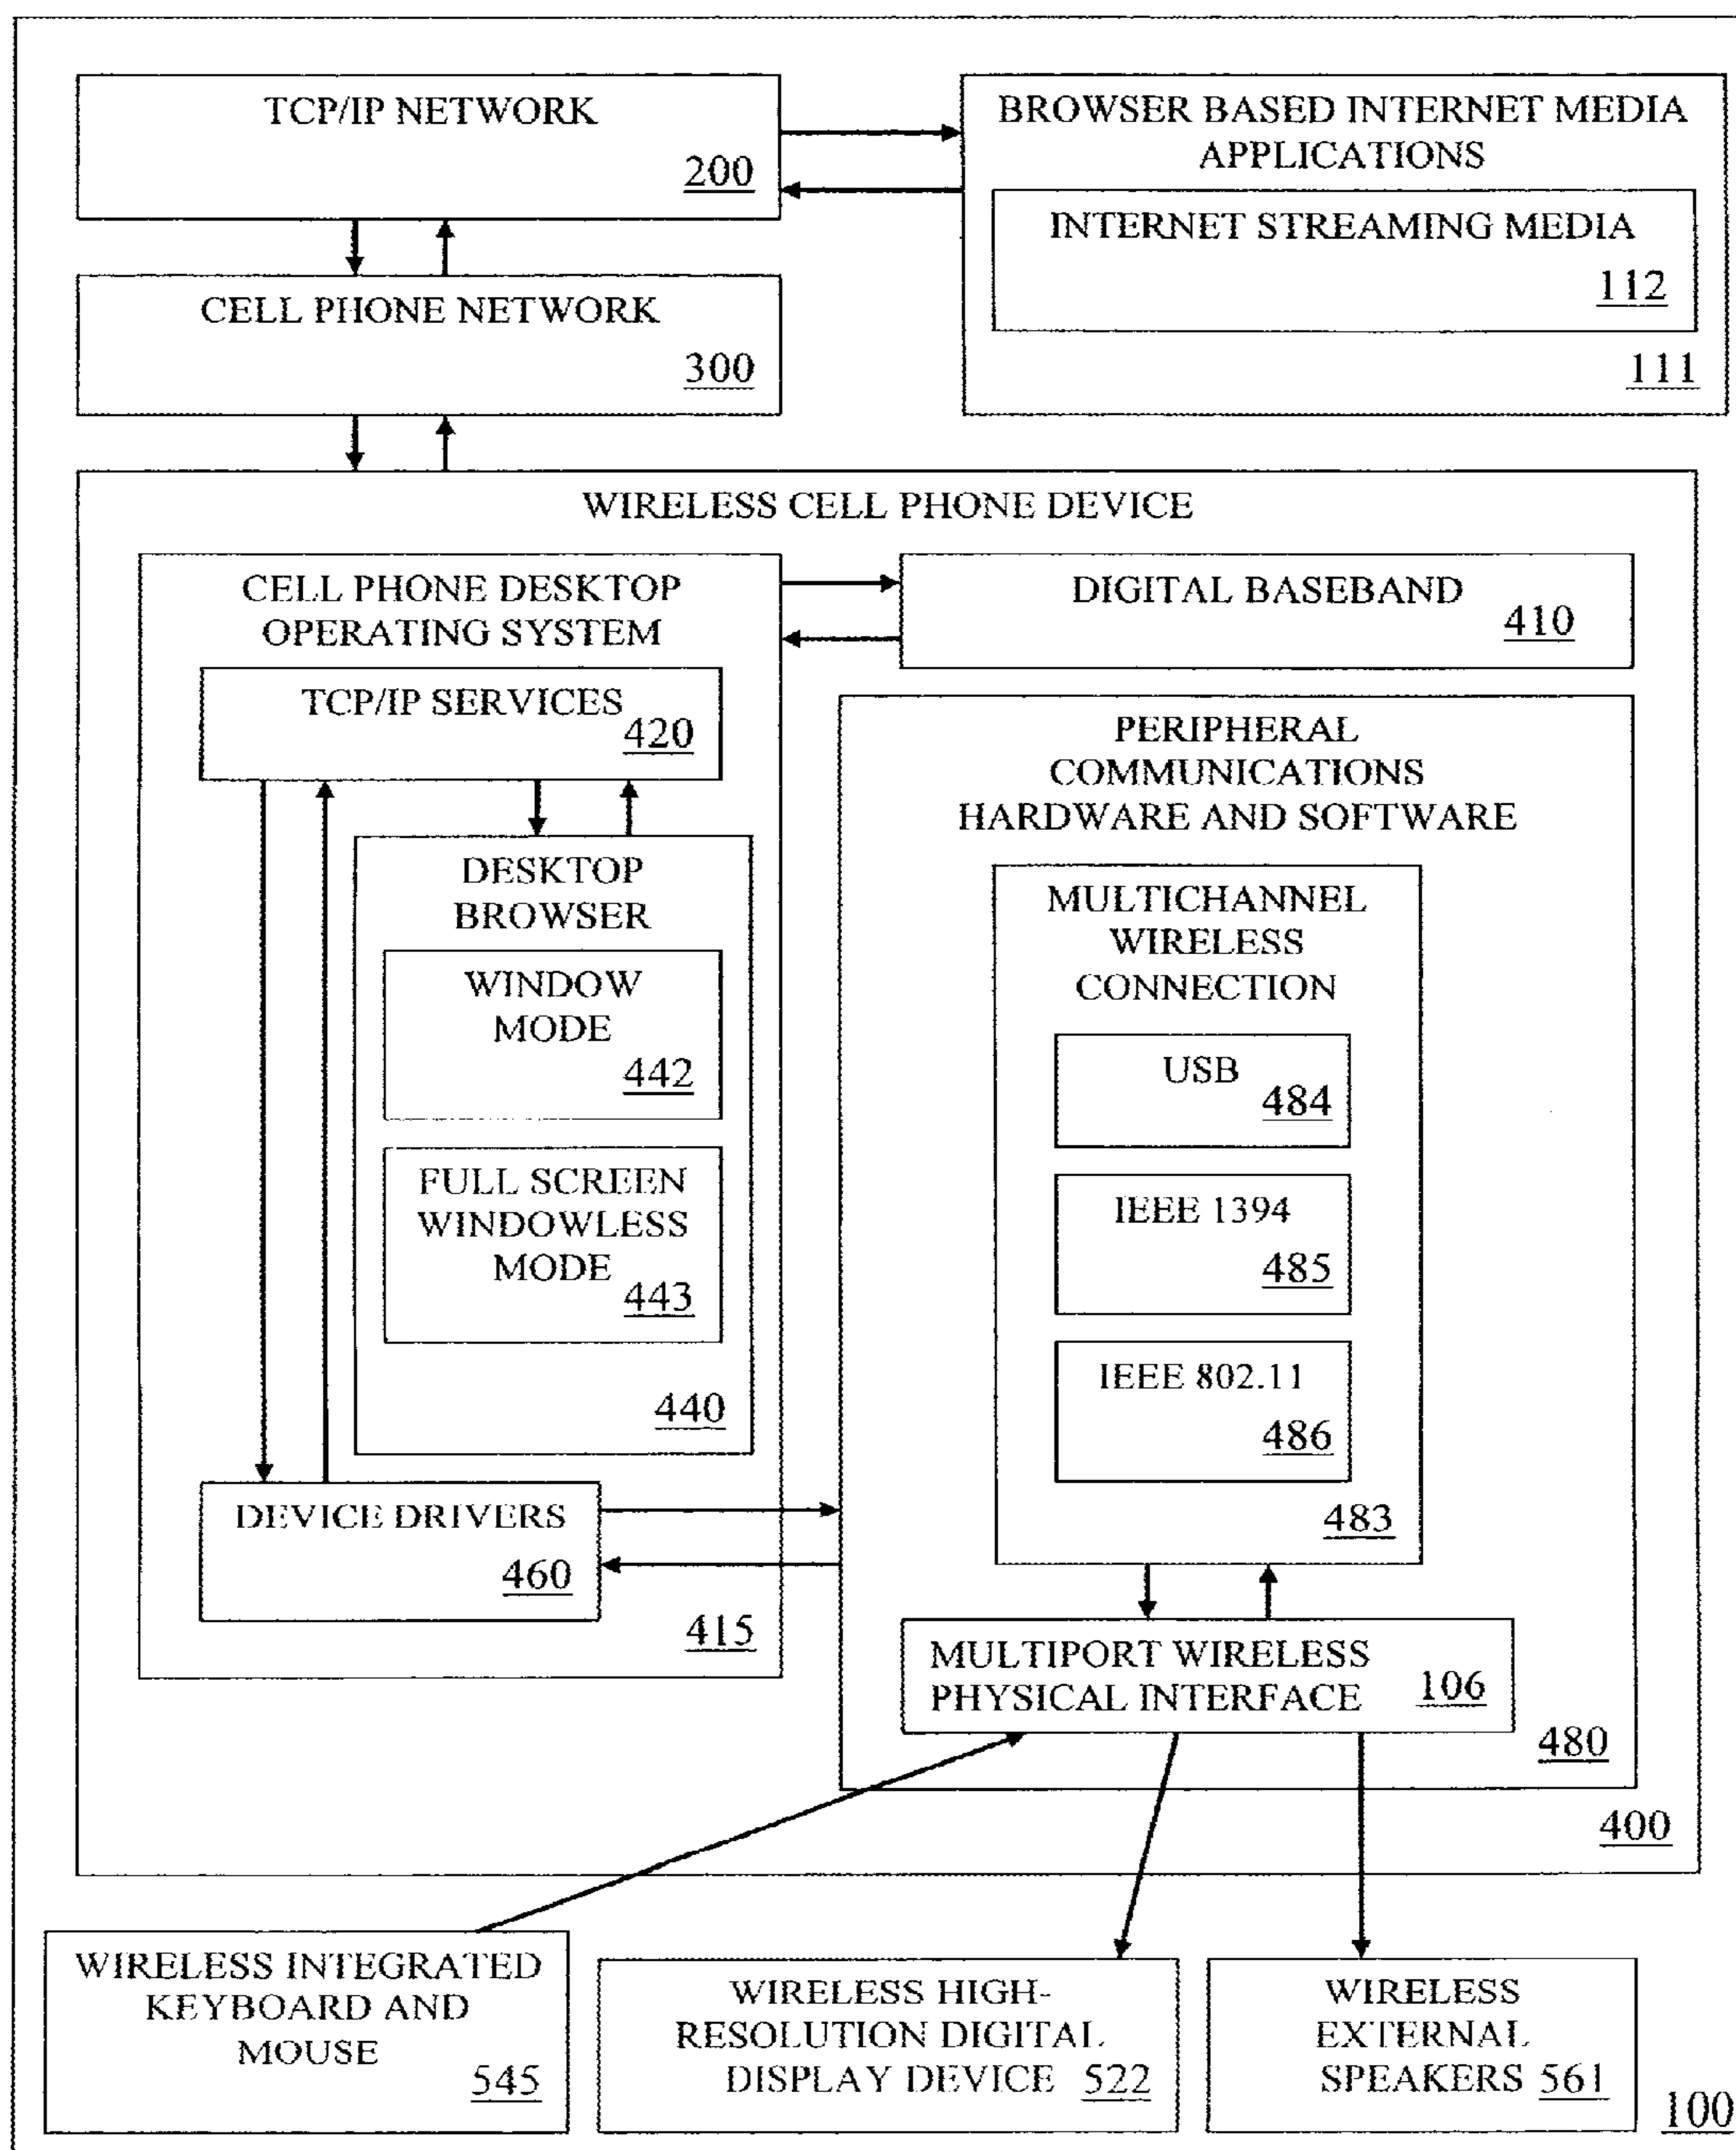 TCP/IP NETWORK
200
BROWSER BASED INTERNET MEDIA
APPLICATIONS
INTERNET STREAMING MEDIA
112
111
CELL PHONE NETWORK
300
WIRELESS CELL PHONE DEVICE
CELL PHONE DESKTOP
OPERATING SYSTEM
DIGITAL BASEBAND
410
TCP/IP SERVICES
420
DESKTOP
BROWSER
WINDOW
MODE
442
FULL SCREEN
WINDOWLESS
MODE
443
440
DEVICE DRIVERS
460
415
PERIPHERAL
COMMUNICATIONS
HARDWARE AND SOFTWARE
MULTICHANNEL
WIRELESS
CONNECTION
USB
484
IEEE 1394
485
IEEE 802.11
486
483
MULTIPORT WIRELESS
PHYSICAL INTERFACE
106
480
400
WIRELESS INTEGRATED
KEYBOARD AND
MOUSE
545
WIRELESS HIGH-
RESOLUTION DIGITAL
DISPLAY DEVICE 522
WIRELESS
EXTERNAL
SPEAKERS 561
100